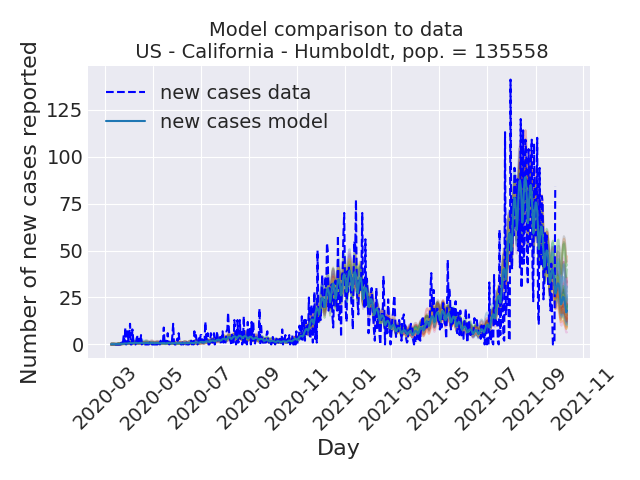 Model comparison to data
US - California - Humboldt, pop. = 135558
Number of new cases reported
new cases data
new cases model
125
100
75
50
25
0
2020-03
2020-05
2020-07
2020-09
2020-11
2021-01
2021-03
2021-05
2021-07
2021-09
2021-11
Day